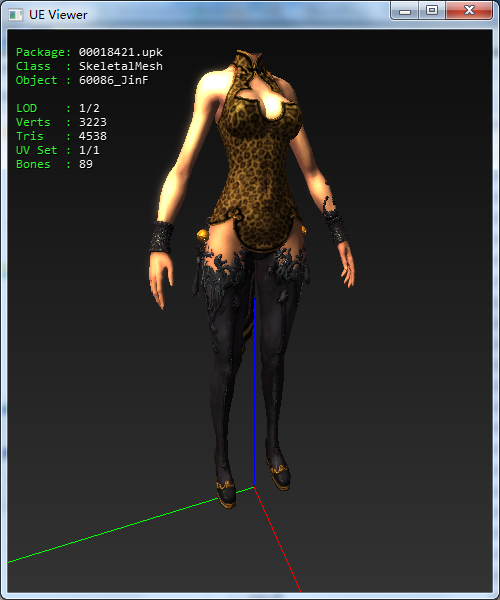 UE Viewer
Package: 00018421.upk
Class  : SkeletalMesh
Object : 60086_JinF
LOD    : 1/2
Verts  : 3223
Tris   : 4538
UV Set : 1/1
Bones  : 89